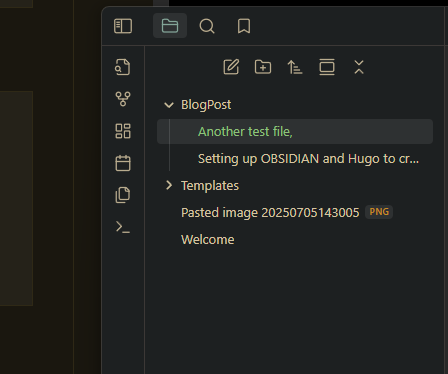 BlogPost
Another test file,
Setting up OBSIDIAN and Hugo to cr...
Templates
Pasted image 20250705143005 PNG
Welcome